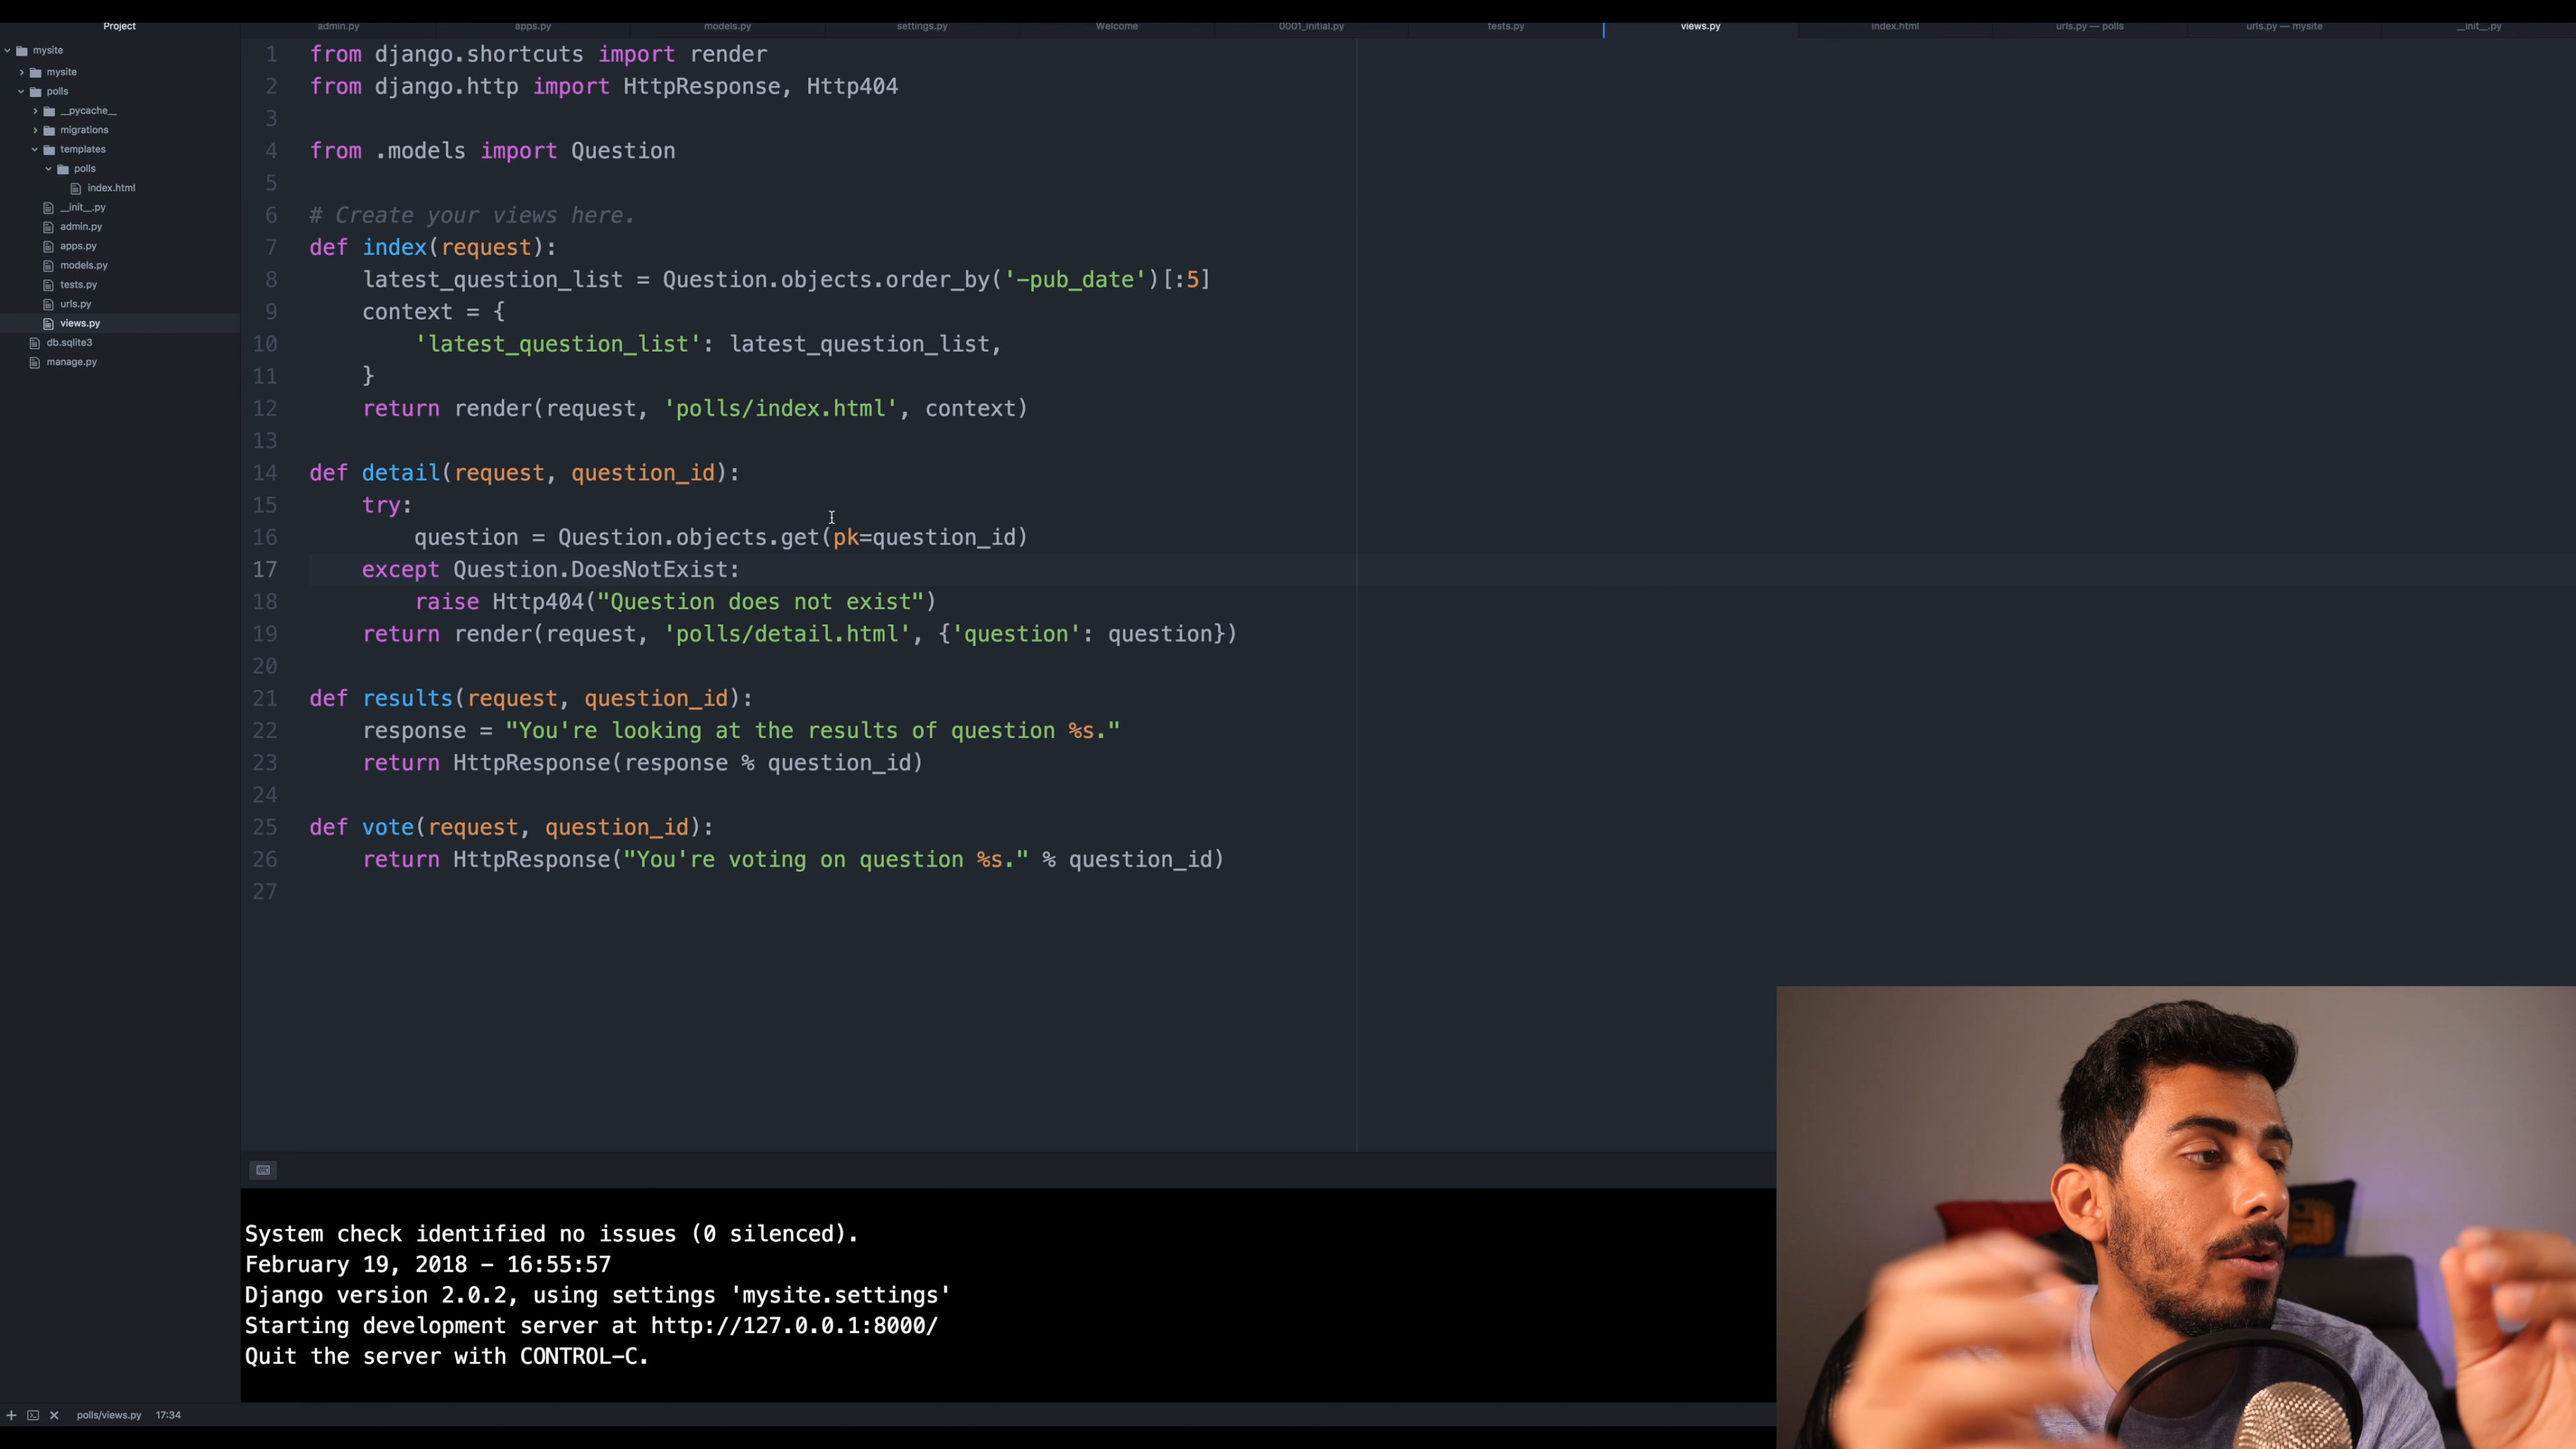 Project
admin.py
apps.py
models.py
settings.py
Welcome
0001_initial.py
tests.py
views.py
index.html
urls.py — polls
urls.py — mysite
__init__.py
mysite
mysite
polls
__pycache__
migrations
templates
polls
index.html
__init__.py
admin.py
apps.py
models.py
tests.py
urls.py
views.py
db.sqlite3
manage.py
1 from django.shortcuts import render
2 from django.http import HttpResponse, Http404
3
4 from .models import Question
5
6 # Create your views here.
7 def index(request):
8     latest_question_list = Question.objects.order_by('-pub_date')[:5]
9     context = {
10         'latest_question_list': latest_question_list,
11     }
12     return render(request, 'polls/index.html', context)
13
14 def detail(request, question_id):
15     try:
16         question = Question.objects.get(pk=question_id)
17     except Question.DoesNotExist:
18         raise Http404("Question does not exist")
19     return render(request, 'polls/detail.html', {'question': question})
20
21 def results(request, question_id):
22     response = "You're looking at the results of question %s."
23     return HttpResponse(response % question_id)
24
25 def vote(request, question_id):
26     return HttpResponse("You're voting on question %s." % question_id)
27
System check identified no issues (0 silenced).
February 19, 2018 - 16:55:57
Django version 2.0.2, using settings 'mysite.settings'
Starting development server at http://127.0.0.1:8000/
Quit the server with CONTROL-C.
polls/views.py 17:34